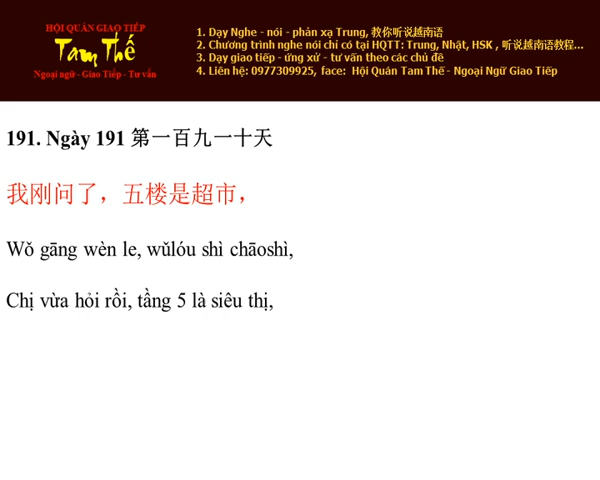 HỘI QUÁN GIAO TIẾP
Tam Thế
Ngoại ngữ - Giao Tiếp - Tư vấn
1. Dạy Nghe - nói - phản xạ Trung, 教你听说越南语
2. Chương trình nghe nói chỉ có tại HQTT: Trung, Nhật, HSK , 听说越南语教程...
3. Dạy giao tiếp - ứng xử - tư vấn theo các chủ đề
4. Liên hệ: 0977309925, face: Hội Quán Tam Thế - Ngoại Ngữ Giao Tiếp
191. Ngày 191 第一百九一十天
我刚问了，五楼是超市，
Wǒ gāng wèn le, wǔlóu shì chāoshì,
Chị vừa hỏi rồi, tầng 5 là siêu thị,